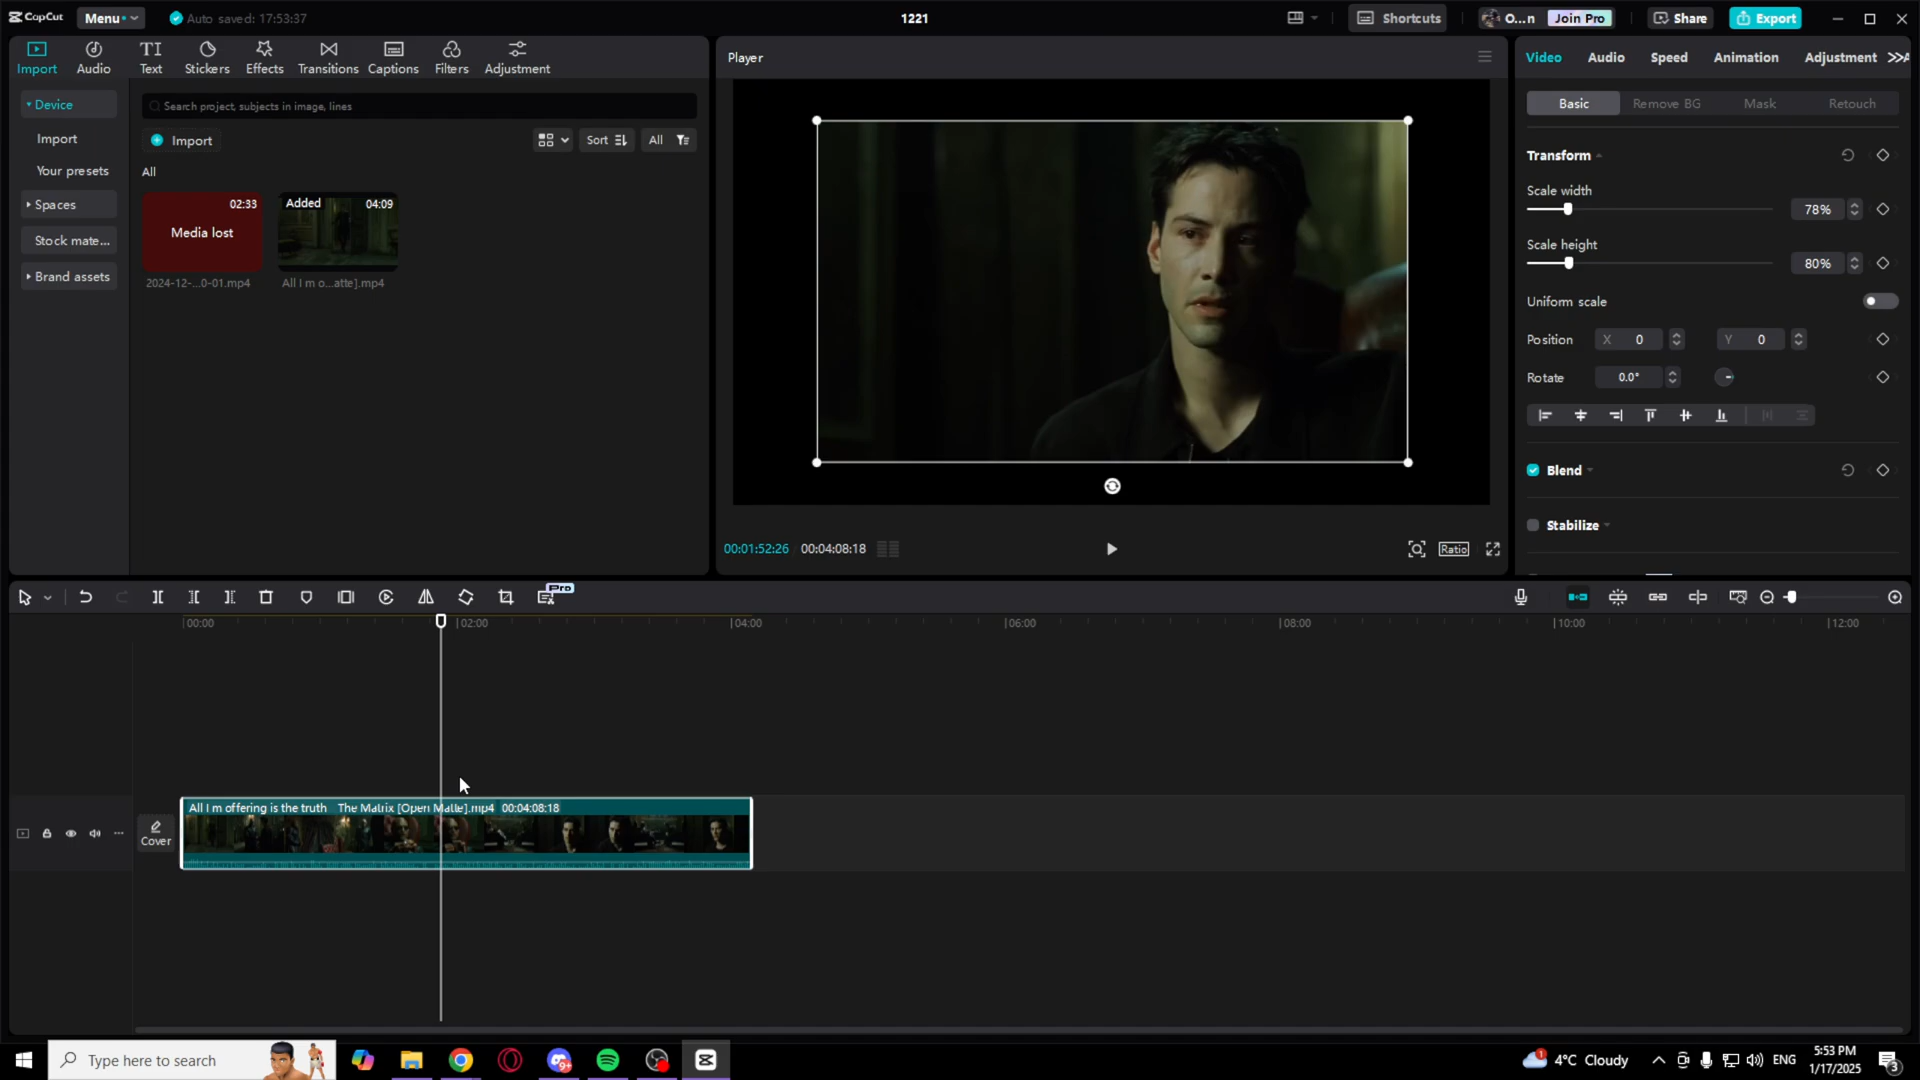 CapCut
Menu
Auto saved: 17:53:37
1221
Shortcuts
O...n
Join Pro
Share
Export
Import
Audio
Text
Stickers
Effects
Transitions
Captions
Filters
Adjustment
Device
Import
Your presets
Spaces
Stock mate...
Brand assets
Search project, subjects in image, lines
Import
Sort
All
All
02:33
Media lost
2024-12-...0-01.mp4
Added
04:09
All I m o...atte].mp4
Player
00:01:52:26
00:04:08:18
Ratio
Video
Audio
Speed
Animation
Adjustment
Basic
Remove BG
Mask
Retouch
Transform
Scale width
78%
Scale height
80%
Uniform scale
Position
X
0
Y
0
Rotate
0.0°
Blend
Stabilize
Pro
00:00
02:00
04:00
06:00
08:00
10:00
12:00
Cover
All I m offering is the truth The Matrix [Open Matte].mp4 00:04:08:18
Type here to search
9+
1
4°C Cloudy
ENG
5:53 PM
1/17/2025
3